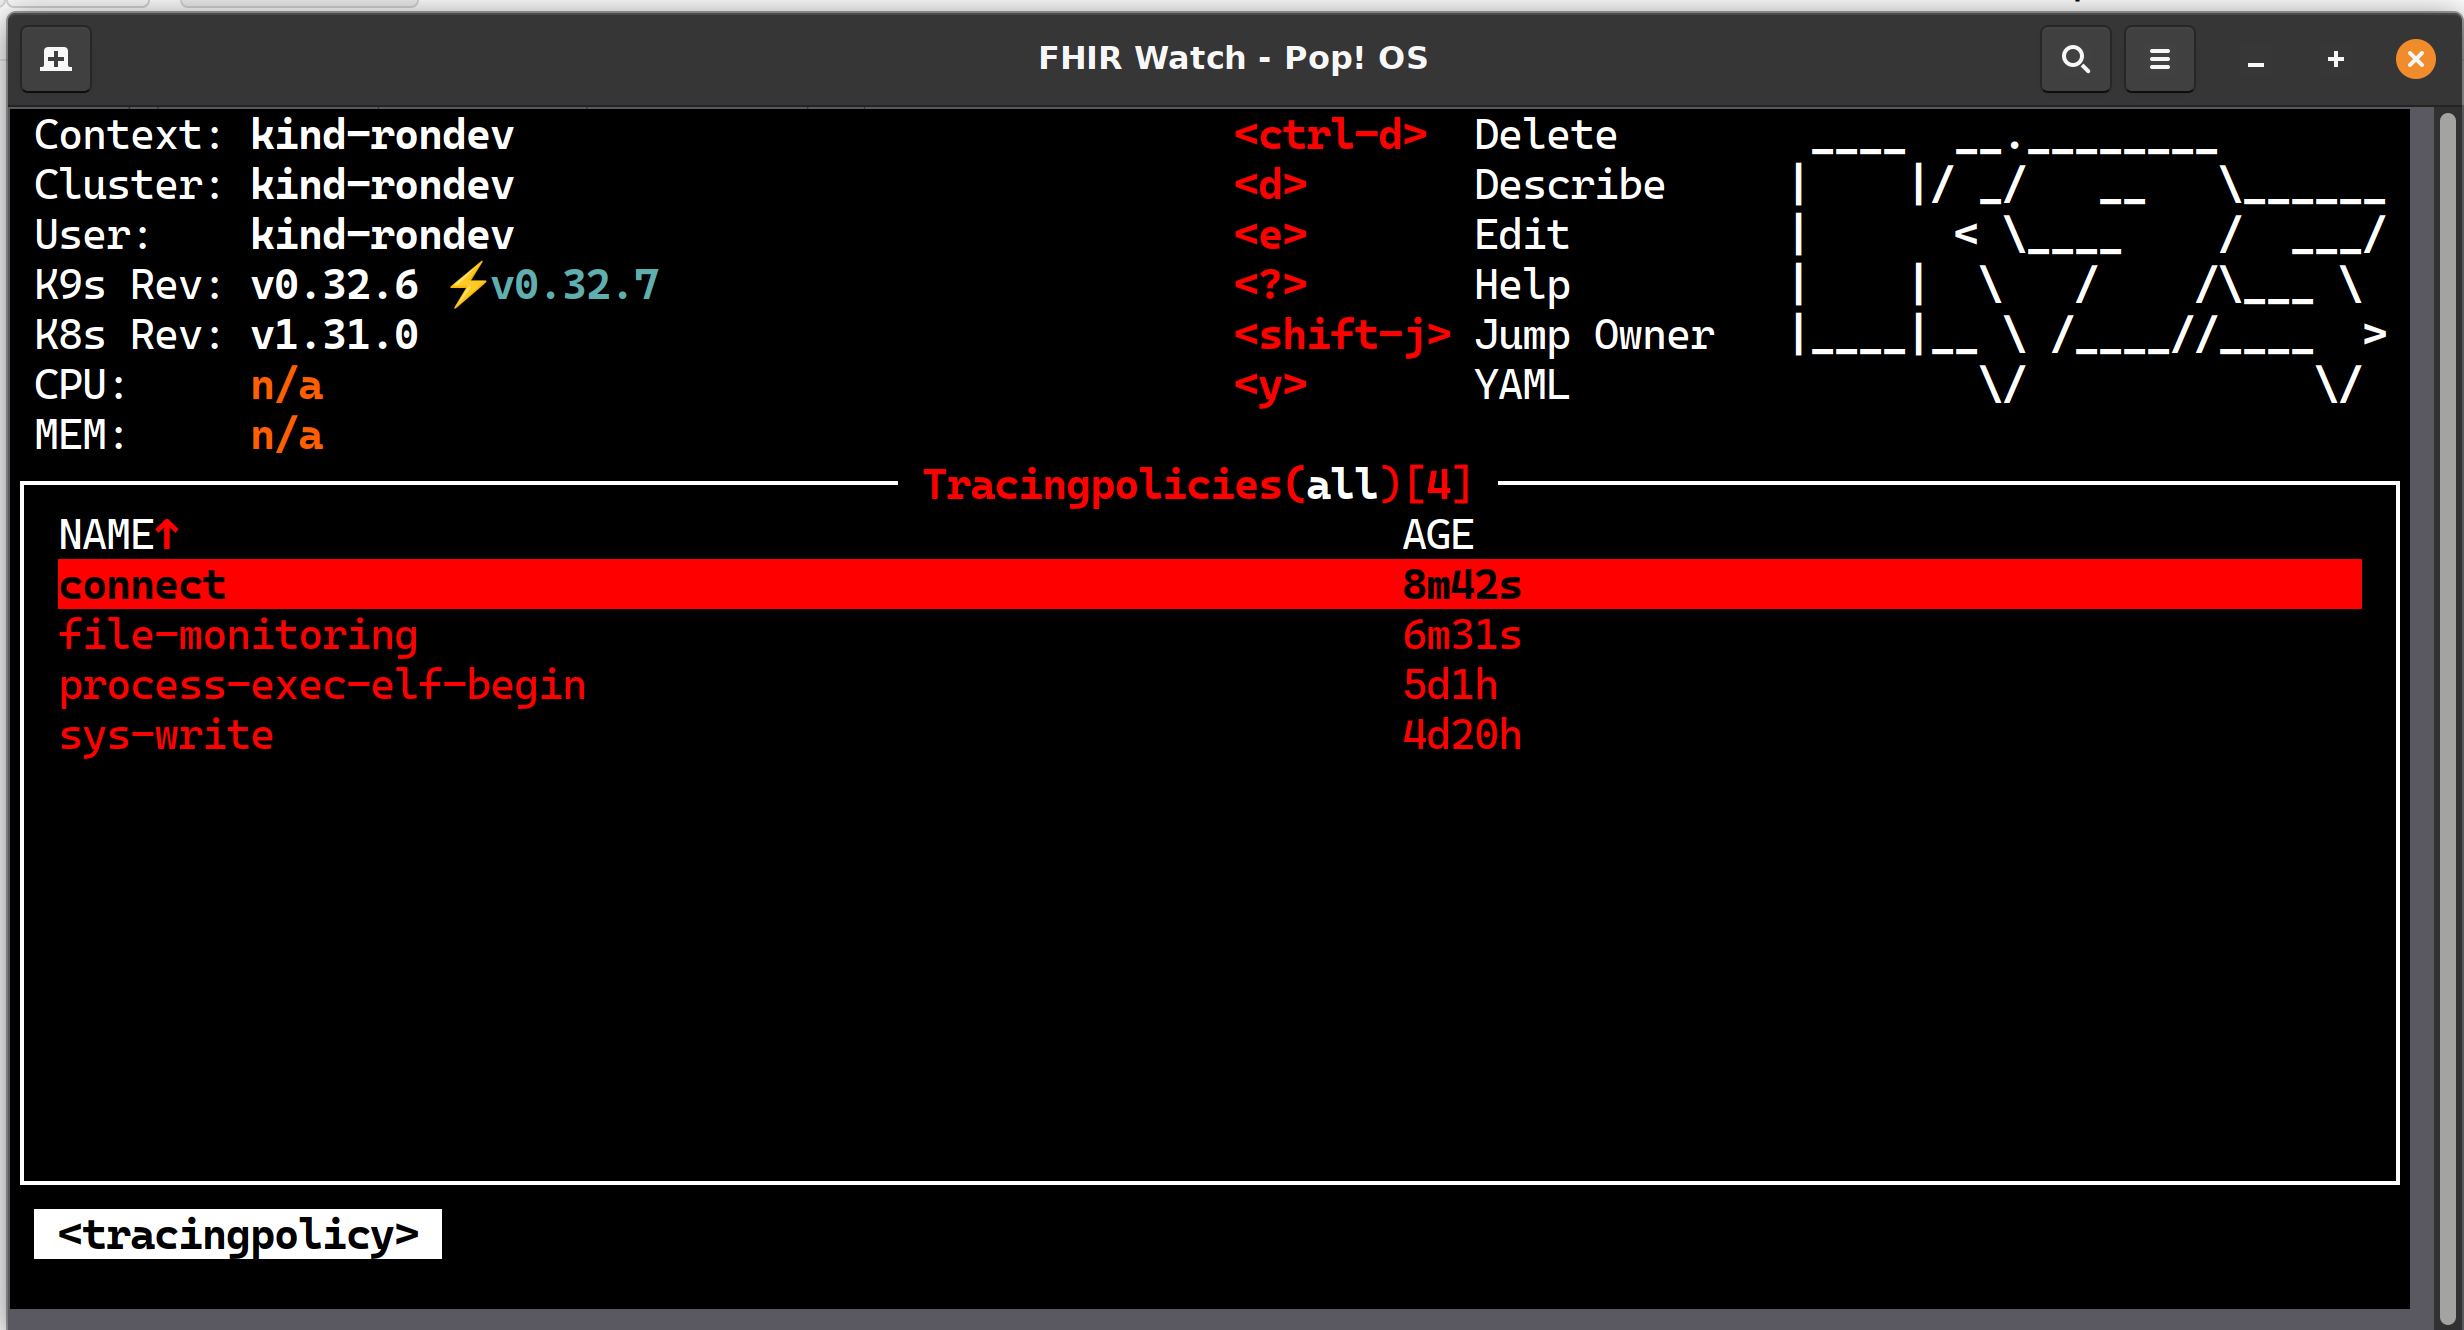 FHIR Watch - Pop! OS
Context: kind-rondev
Cluster: kind-rondev
User: kind-rondev
K9s Rev: v0.32.6 ⚡v0.32.7
K8s Rev: v1.31.0
CPU: n/a
MEM: n/a
<ctrl-d> Delete
<d> Describe
<e> Edit
<?> Help
<shift-j> Jump Owner
<y> YAML
Tracingpolicies(all)[4]
NAME↑ AGE
connect 8m42s
file-monitoring 6m31s
process-exec-elf-begin 5d1h
sys-write 4d20h
<tracingpolicy>